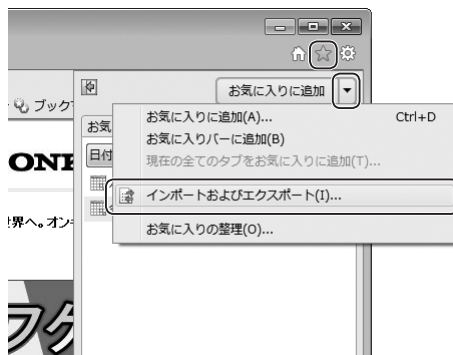 ブック
お気に入りに追加
お気
お気に入りに追加(A)... Ctrl+D
お気に入りバーに追加(B)
現在の全てのタブをお気に入りに追加(T)...
日付
ONE
インポートおよびエクスポート(I)...
世界へ。オン
お気に入りの整理(O)...
フ